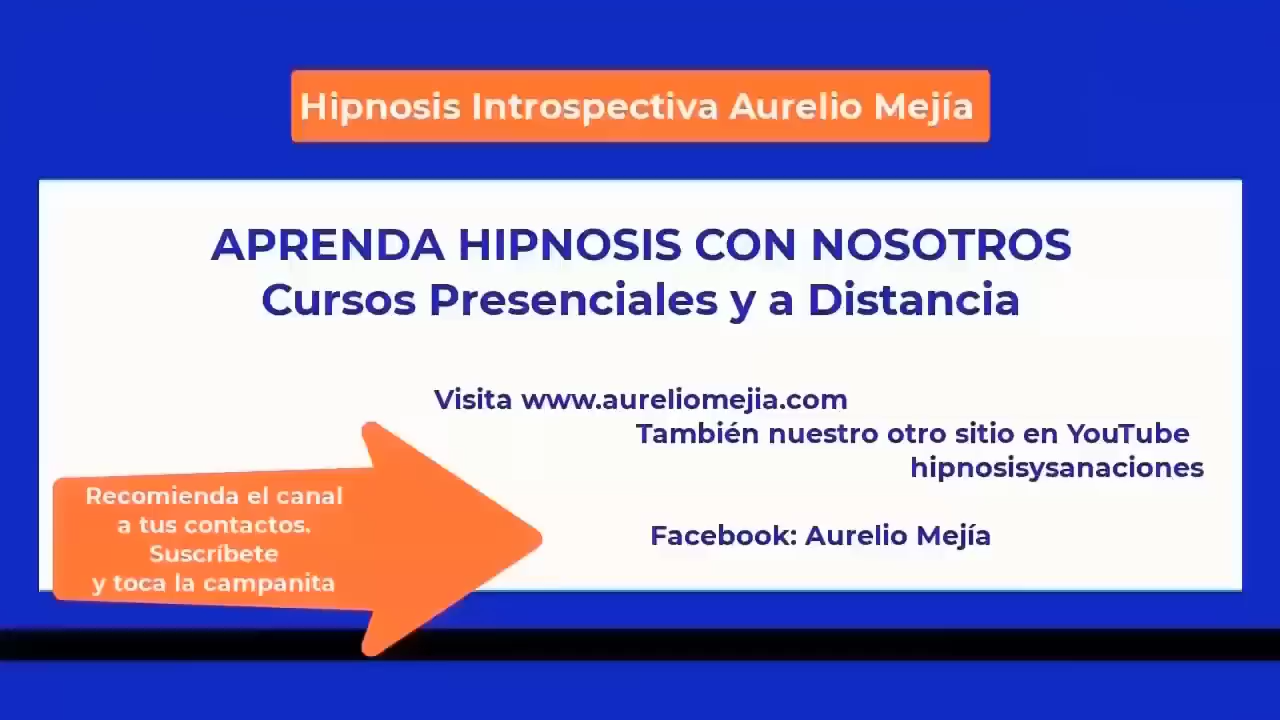 Hipnosis Introspectiva Aurelio Mejía
APRENDA HIPNOSIS CON NOSOTROS
Cursos Presenciales y a Distancia
Visita www.aureliomejia.com
También nuestro otro sitio en YouTube
hipnosisysanaciones
Facebook: Aurelio Mejía
Recomienda el canal
a tus contactos.
Suscríbete
y toca la campanita